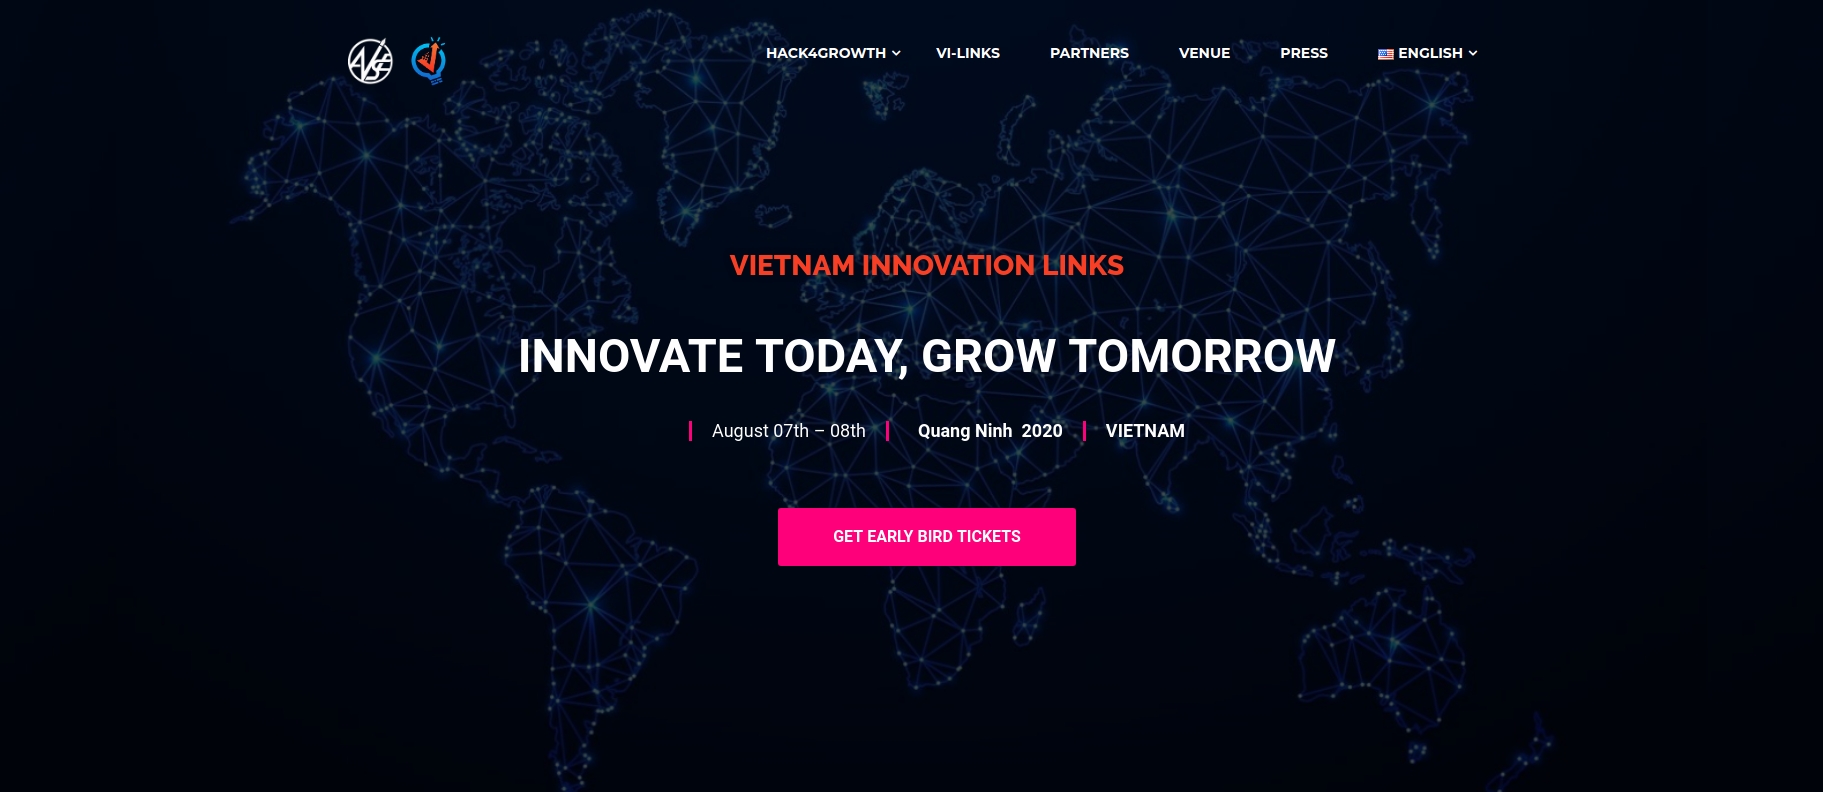 HACK4GROWTH VI-LINKS PARTNERS VENUE PRESS ENGLISH
VIETNAM INNOVATION LINKS
INNOVATE TODAY, GROW TOMORROW
August 07th – 08th Quang Ninh 2020 VIETNAM
GET EARLY BIRD TICKETS